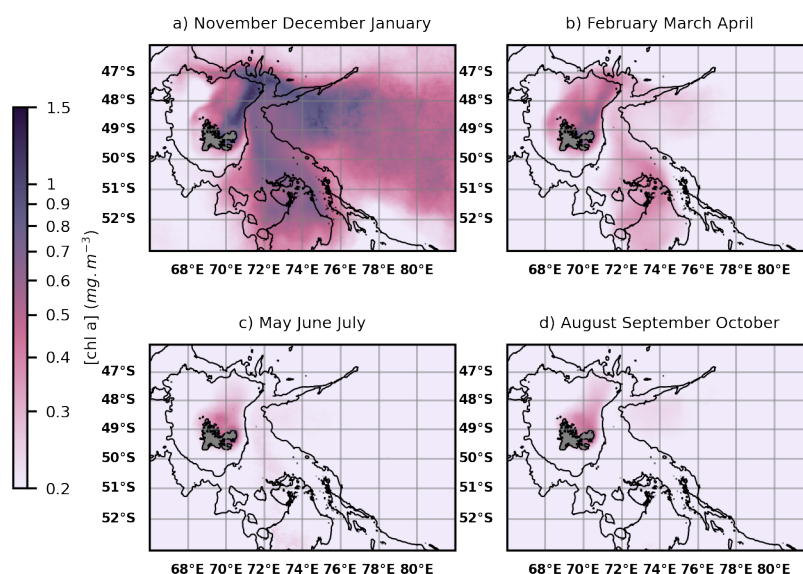 a) November December January
b) February March April
47°S
48°S
49°S
50°S
51°S
52°S
47°S
48°S
49°S
50°S
51°S
52°S
68°E 70°E 72°E 74°E 76°E 78°E 80°E
68°E 70°E 72°E 74°E 76°E 78°E 80°E
1.5
1
0.9
0.8
0.7
0.6
0.5
0.4
0.3
0.2
[chl a] (mg. m⁻³)
c) May June July
d) August September October
47°S
48°S
49°S
50°S
51°S
52°S
47°S
48°S
49°S
50°S
51°S
52°S
68°E 70°E 72°E 74°E 76°E 78°E 80°E
68°E 70°E 72°E 74°E 76°E 78°E 80°E